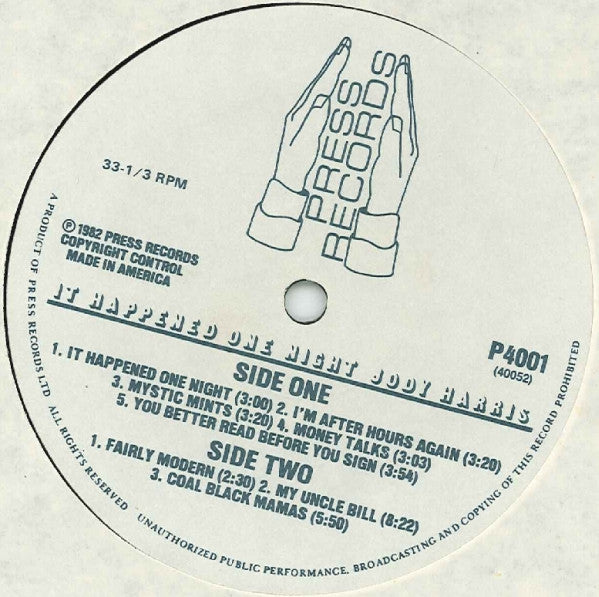 PRESS
RECORDS
33-1/3 RPM
℗ 1982 PRESS RECORDS
COPYRIGHT CONTROL
MADE IN AMERICA
IT HAPPENED ONE NIGHT JODY HARRIS
P4001
(40052)
SIDE ONE
1. IT HAPPENED ONE NIGHT (3:00) 2. I'M AFTER HOURS AGAIN (3:20)
3. MYSTIC MINTS (3:20) 4. MONEY TALKS (3:03)
5. YOU BETTER READ BEFORE YOU SIGN (3:54)
SIDE TWO
1. FAIRLY MODERN (2:30) 2. MY UNCLE BILL (8:22)
3. COAL BLACK MAMAS (5:50)
A PRODUCT OF PRESS RECORDS LTD ALL RIGHTS RESERVED UNAUTHORIZED PUBLIC PERFORMANCE, BROADCASTING AND COPYING OF THIS RECORD PROHIBITED